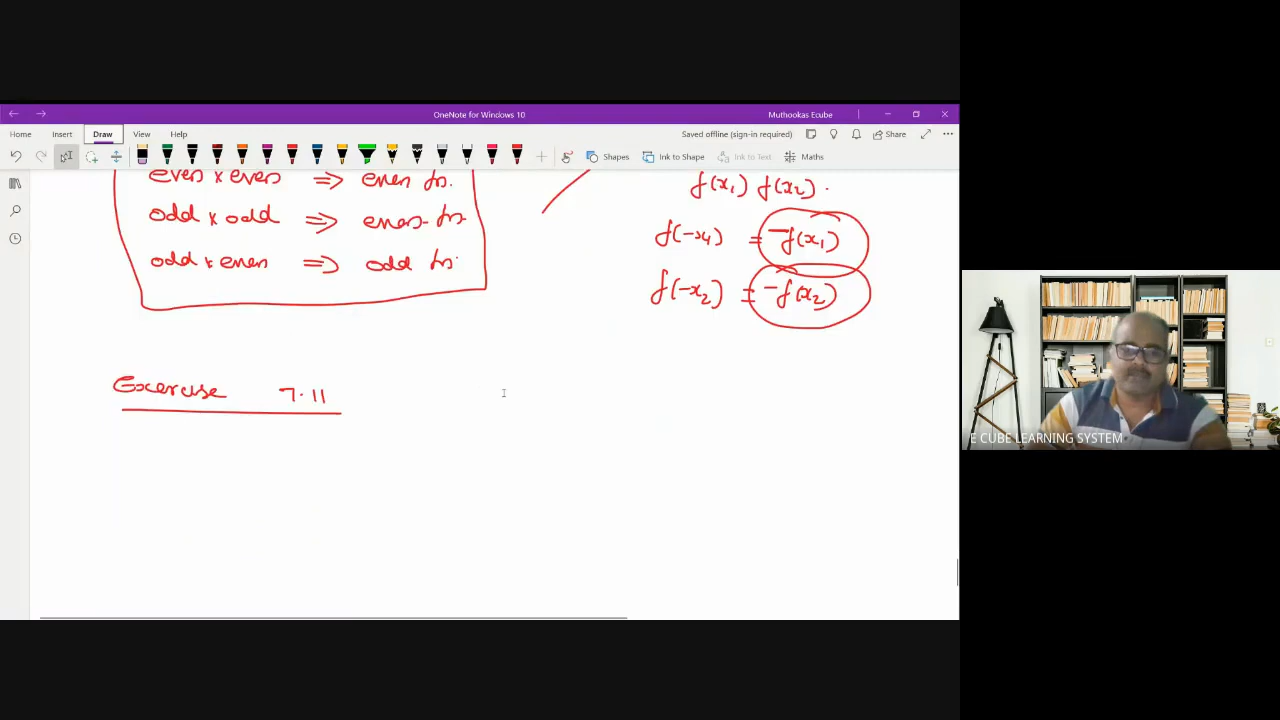 OneNote for Windows 10
Muthookas Ecube
Home Insert Draw View Help
Saved offline (sign-in required)
Share
Shapes
Ink to Shape
Ink to Text
Maths
even × even ⇒ even fn.
odd × odd ⇒ even fn
odd × even ⇒ odd fn.
f(x₁) f(x₂).
f(-x₁) = -f(x₁)
f(-x₂) = -f(x₂)
Exercise 7.11
E CUBE LEARNING SYSTEM